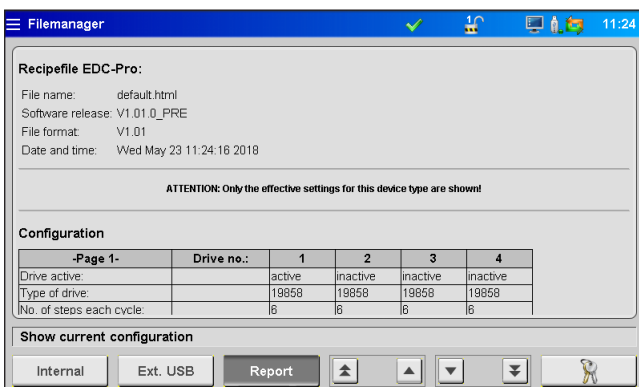 Filemanager
1
11:24
Recipefile EDC-Pro:
File name: default.html
Software release: V1.01.0_PRE
File format: V1.01
Date and time: Wed May 23 11:24:16 2018
ATTENTION: Only the effective settings for this device type are shown!
Configuration
-Page 1- Drive no.: 1 2 3 4
Drive active: active inactive inactive inactive
Type of drive: 19858 19858 19858 19858
No. of steps each cycle: 6 6 6 6
Show current configuration
Internal Ext. USB Report